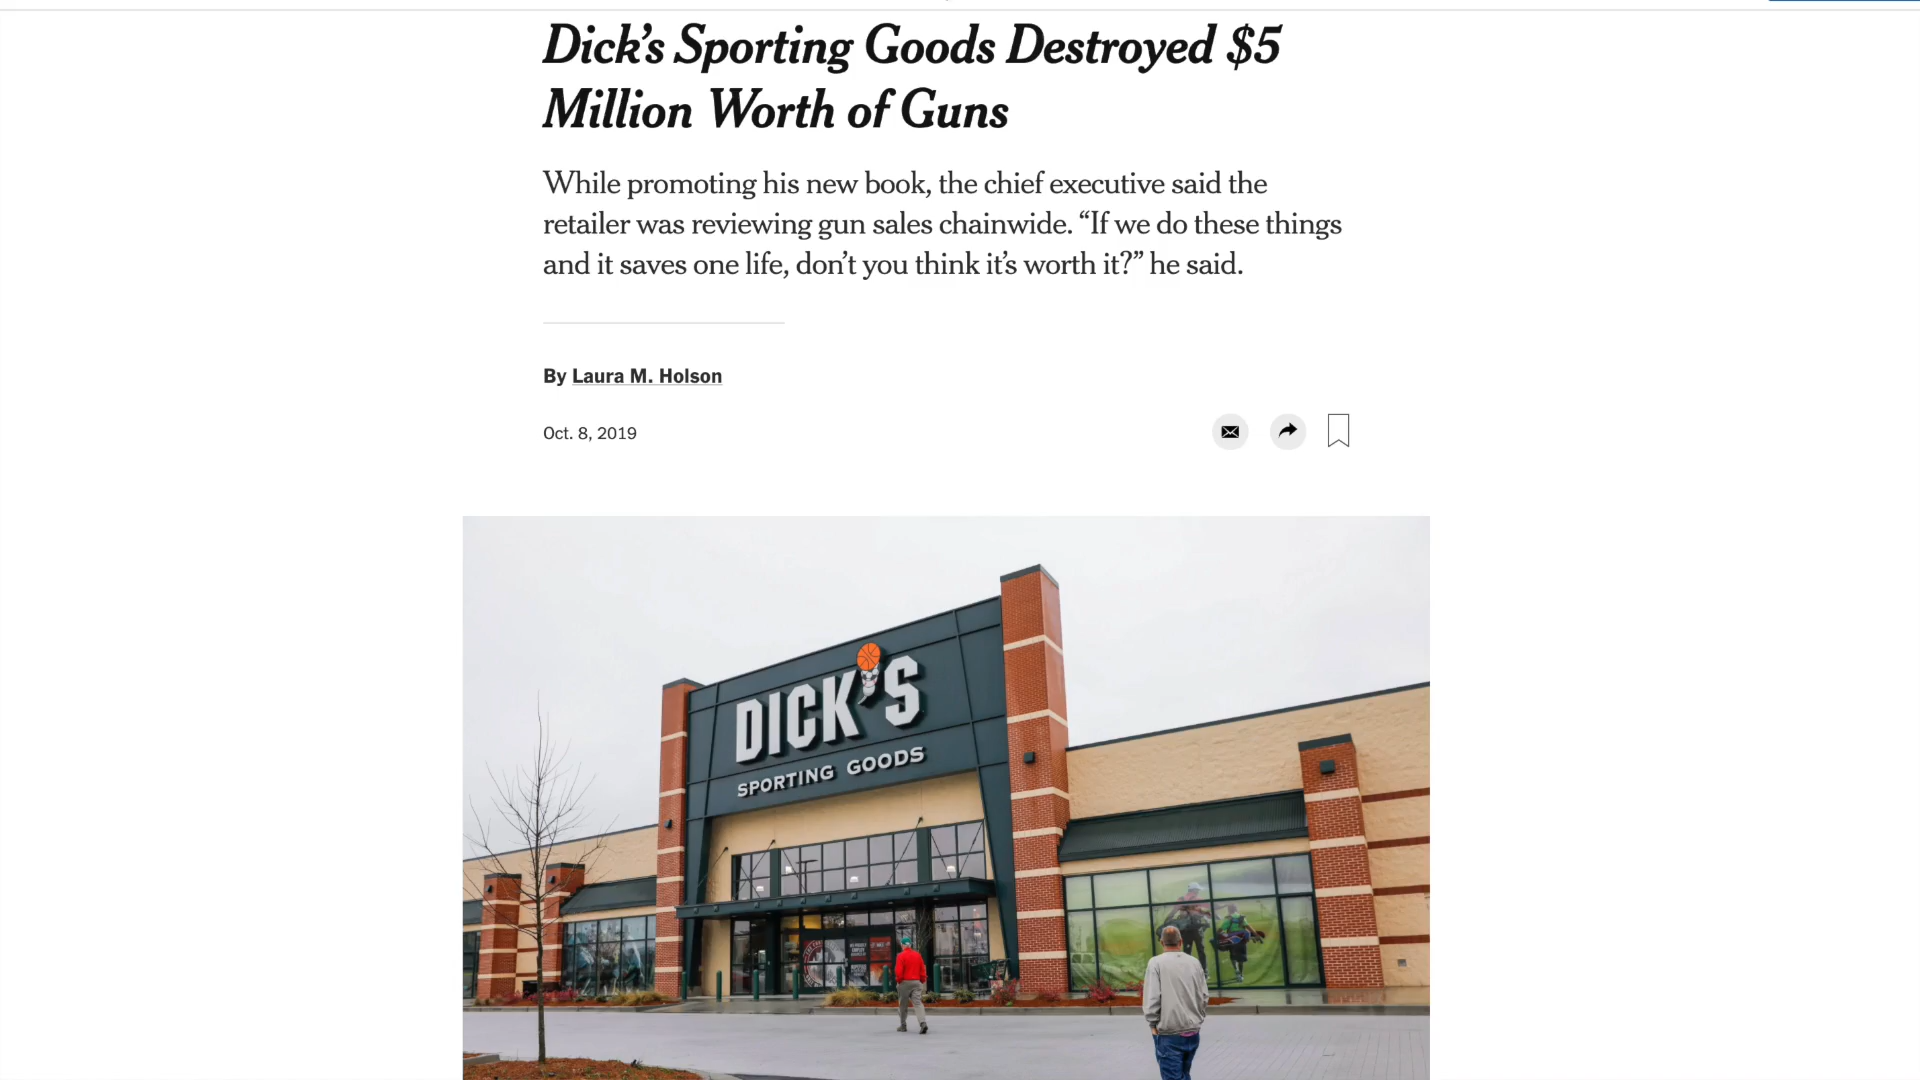 Dick’s Sporting Goods Destroyed $5
Million Worth of Guns
While promoting his new book, the chief executive said the
retailer was reviewing gun sales chainwide. “If we do these things
and it saves one life, don’t you think it’s worth it?” he said.
By Laura M. Holson
Oct. 8, 2019
DICK’S
SPORTING GOODS